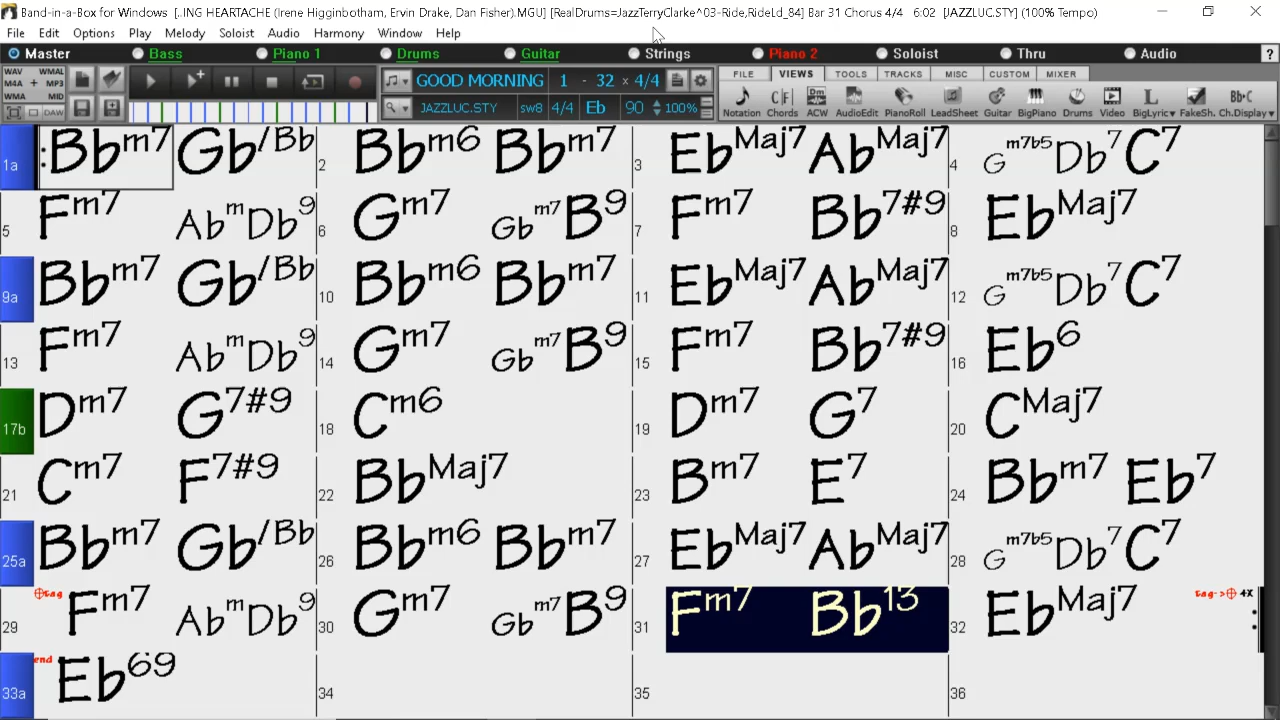 Band-in-a-Box for Windows [..ING HEARTACHE (Irene Higginbotham, Ervin Drake, Dan Fisher).MGU] [RealDrums=JazzTerryClarke^03-Ride,RideLd_84] Bar 31 Chorus 4/4 6:02 [JAZZLUC.STY] (100% Tempo)
File Edit Options Play Melody Soloist Audio Harmony Window Help
Master Bass Piano 1 Drums Guitar Strings Piano 2 Soloist Thru Audio ?
WAV WMAL M4A + MP3 WMA MID DAW
GOOD MORNING 1 - 32 x 4/4
JAZZLUC.STY sw8 4/4 Eb 90 100%
FILE VIEWS TOOLS TRACKS MISC CUSTOM MIXER
Notation Chords ACW AudioEdit PianoRoll LeadSheet Guitar BigPiano Drums Video BigLyric FakeSh. Ch.Display
1a Bbm7 Gb/Bb 2 Bbm6 Bbm7 3 EbMaj7 AbMaj7 4 Gm7b5 Db7 C7
5 Fm7 Abm Db9 6 Gm7 Gbm7 B9 7 Fm7 Bb7#9 8 EbMaj7
9a Bbm7 Gb/Bb 10 Bbm6 Bbm7 11 EbMaj7 AbMaj7 12 Gm7b5 Db7 C7
13 Fm7 Abm Db9 14 Gm7 Gbm7 B9 15 Fm7 Bb7#9 16 Eb6
17b Dm7 G7#9 18 Cm6 19 Dm7 G7 20 CMaj7
21 Cm7 F7#9 22 BbMaj7 23 Bm7 E7 24 Bbm7 Eb7
25a Bbm7 Gb/Bb 26 Bbm6 Bbm7 27 EbMaj7 AbMaj7 28 Gm7b5 Db7 C7
29 tag Fm7 Abm Db9 30 Gm7 Gbm7 B9 31 Fm7 Bb13 32 EbMaj7 tag-> 4X
33a end Eb69 34 35 36